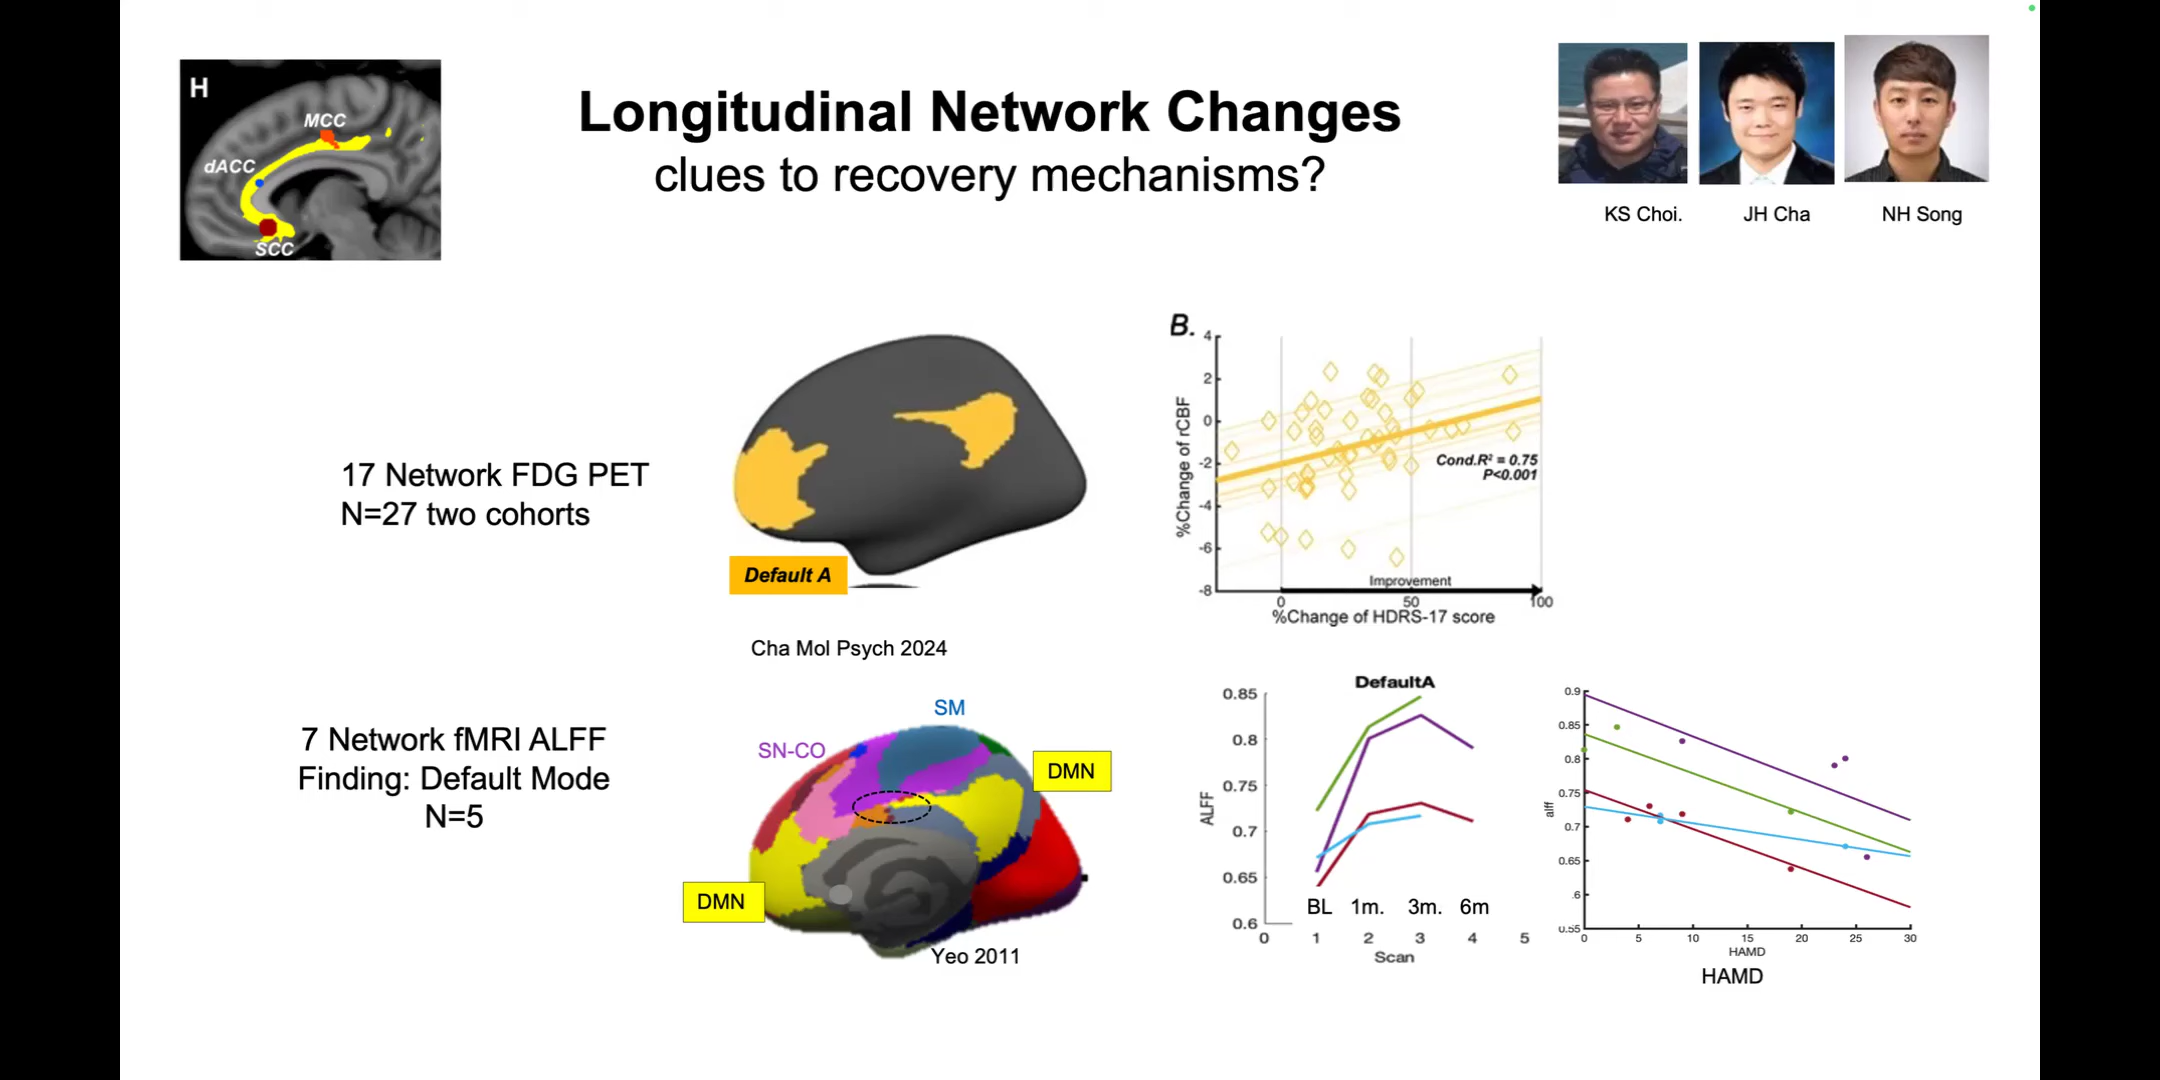 H
MCC
dACC
SCC
Longitudinal Network Changes
clues to recovery mechanisms?
KS Choi.
JH Cha
NH Song
17 Network FDG PET
N=27 two cohorts
Default A
Cha Mol Psych 2024
B.
%Change of rCBF
4
2
0
-2
-4
-6
-8
Cond.R² = 0.75
P<0.001
Improvement
0 50 100
%Change of HDRS-17 score
7 Network fMRI ALFF
Finding: Default Mode
N=5
SM
SN-CO
DMN
DMN
Yeo 2011
DefaultA
ALFF
0.85
0.8
0.75
0.7
0.65
0.6
BL 1m. 3m. 6m
0 1 2 3 4 5
Scan
alff
0.9
0.85
0.8
0.75
0.7
0.65
.6
0.55
0 5 10 15 20 25 30
HAMD
HAMD